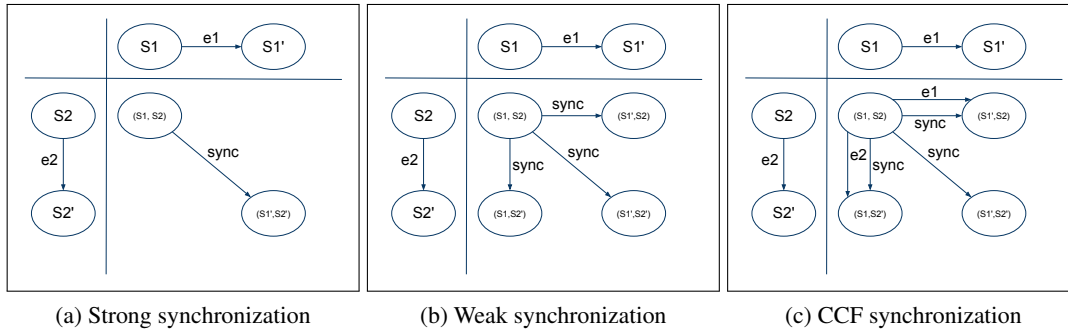 S1 e1 S1'
S2 (S1, S2)
e2 sync
S2' (S1',S2')
(a) Strong synchronization
S1 e1 S1'
S2 (S1, S2) sync (S1',S2)
e2 sync sync
S2' (S1,S2') (S1',S2')
(b) Weak synchronization
S1 e1 S1'
e1
S2 (S1, S2) sync (S1',S2)
e2 e2 sync sync
S2' (S1,S2') (S1',S2')
(c) CCF synchronization